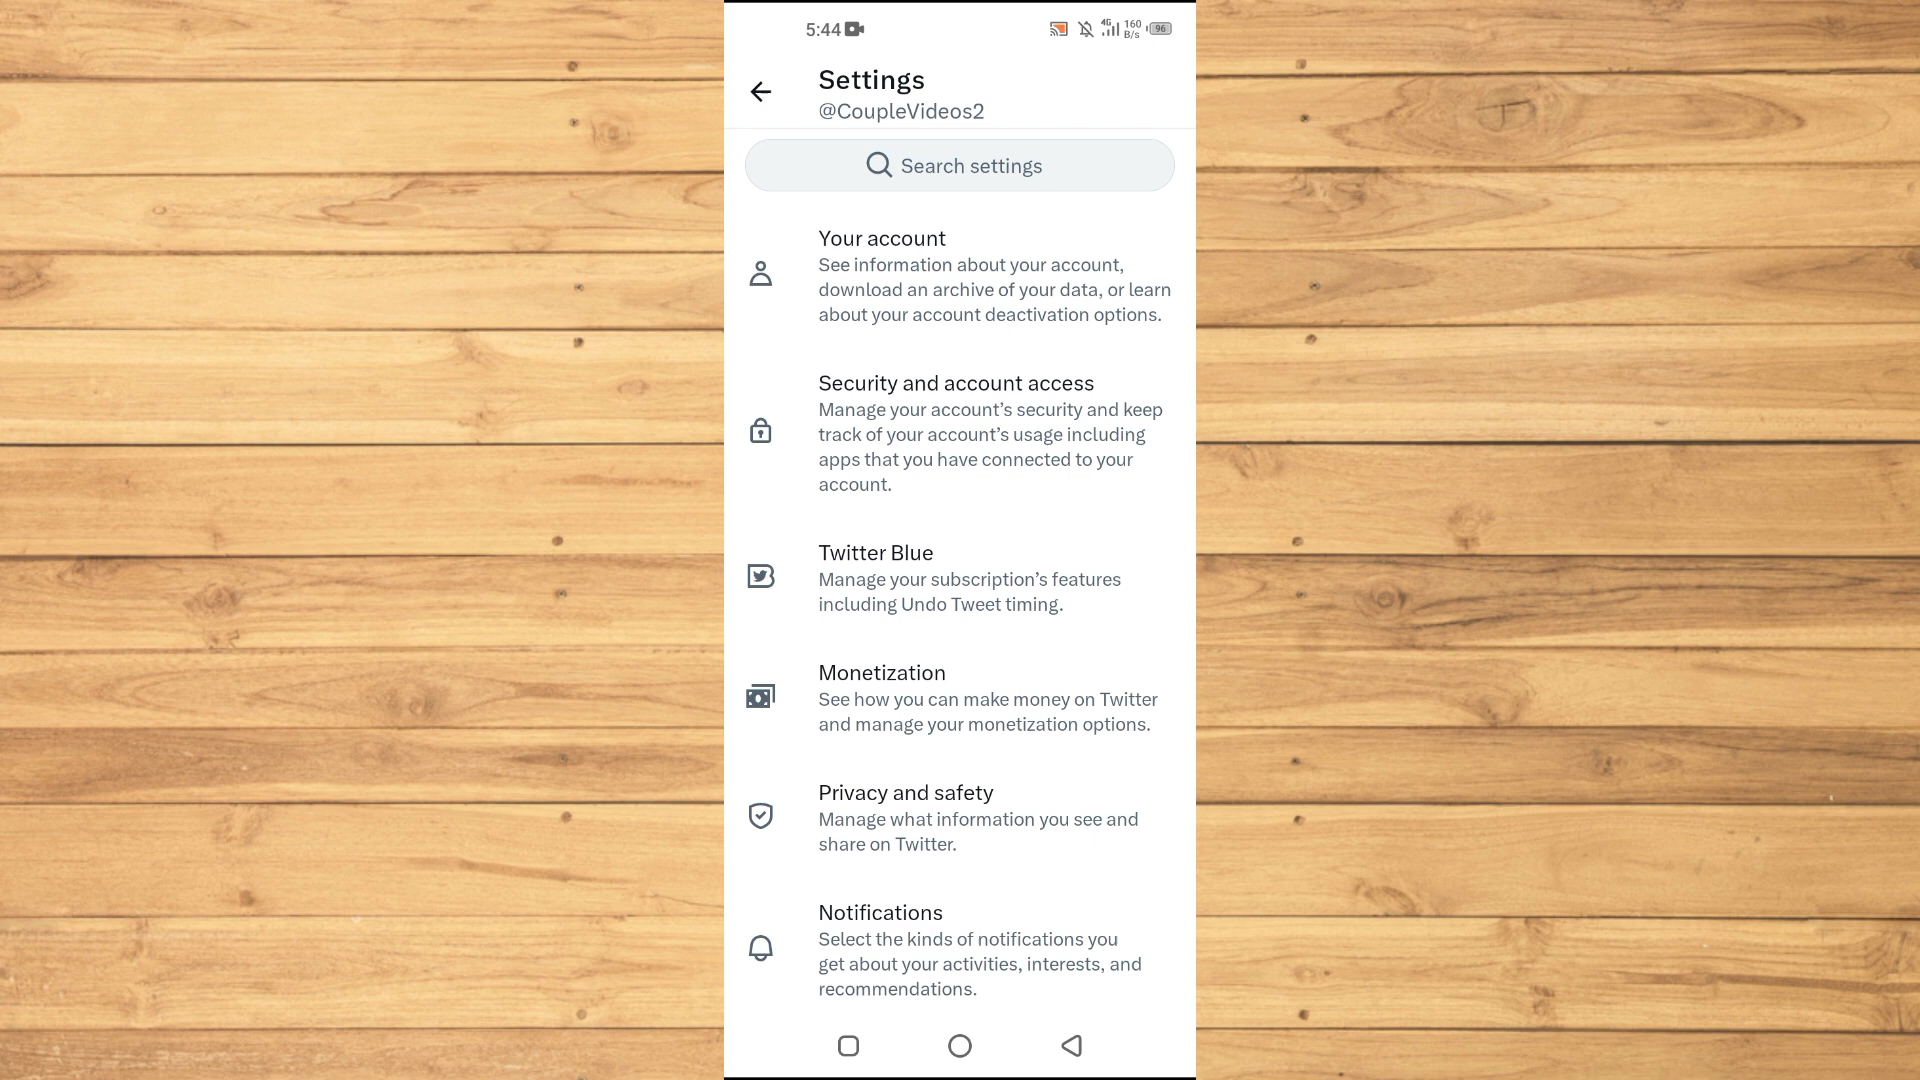 5:44
4G
160
B/s
96
Settings
@CoupleVideos2
Search settings
Your account
See information about your account,
download an archive of your data, or learn
about your account deactivation options.
Security and account access
Manage your account’s security and keep
track of your account’s usage including
apps that you have connected to your
account.
Twitter Blue
Manage your subscription’s features
including Undo Tweet timing.
Monetization
See how you can make money on Twitter
and manage your monetization options.
Privacy and safety
Manage what information you see and
share on Twitter.
Notifications
Select the kinds of notifications you
get about your activities, interests, and
recommendations.